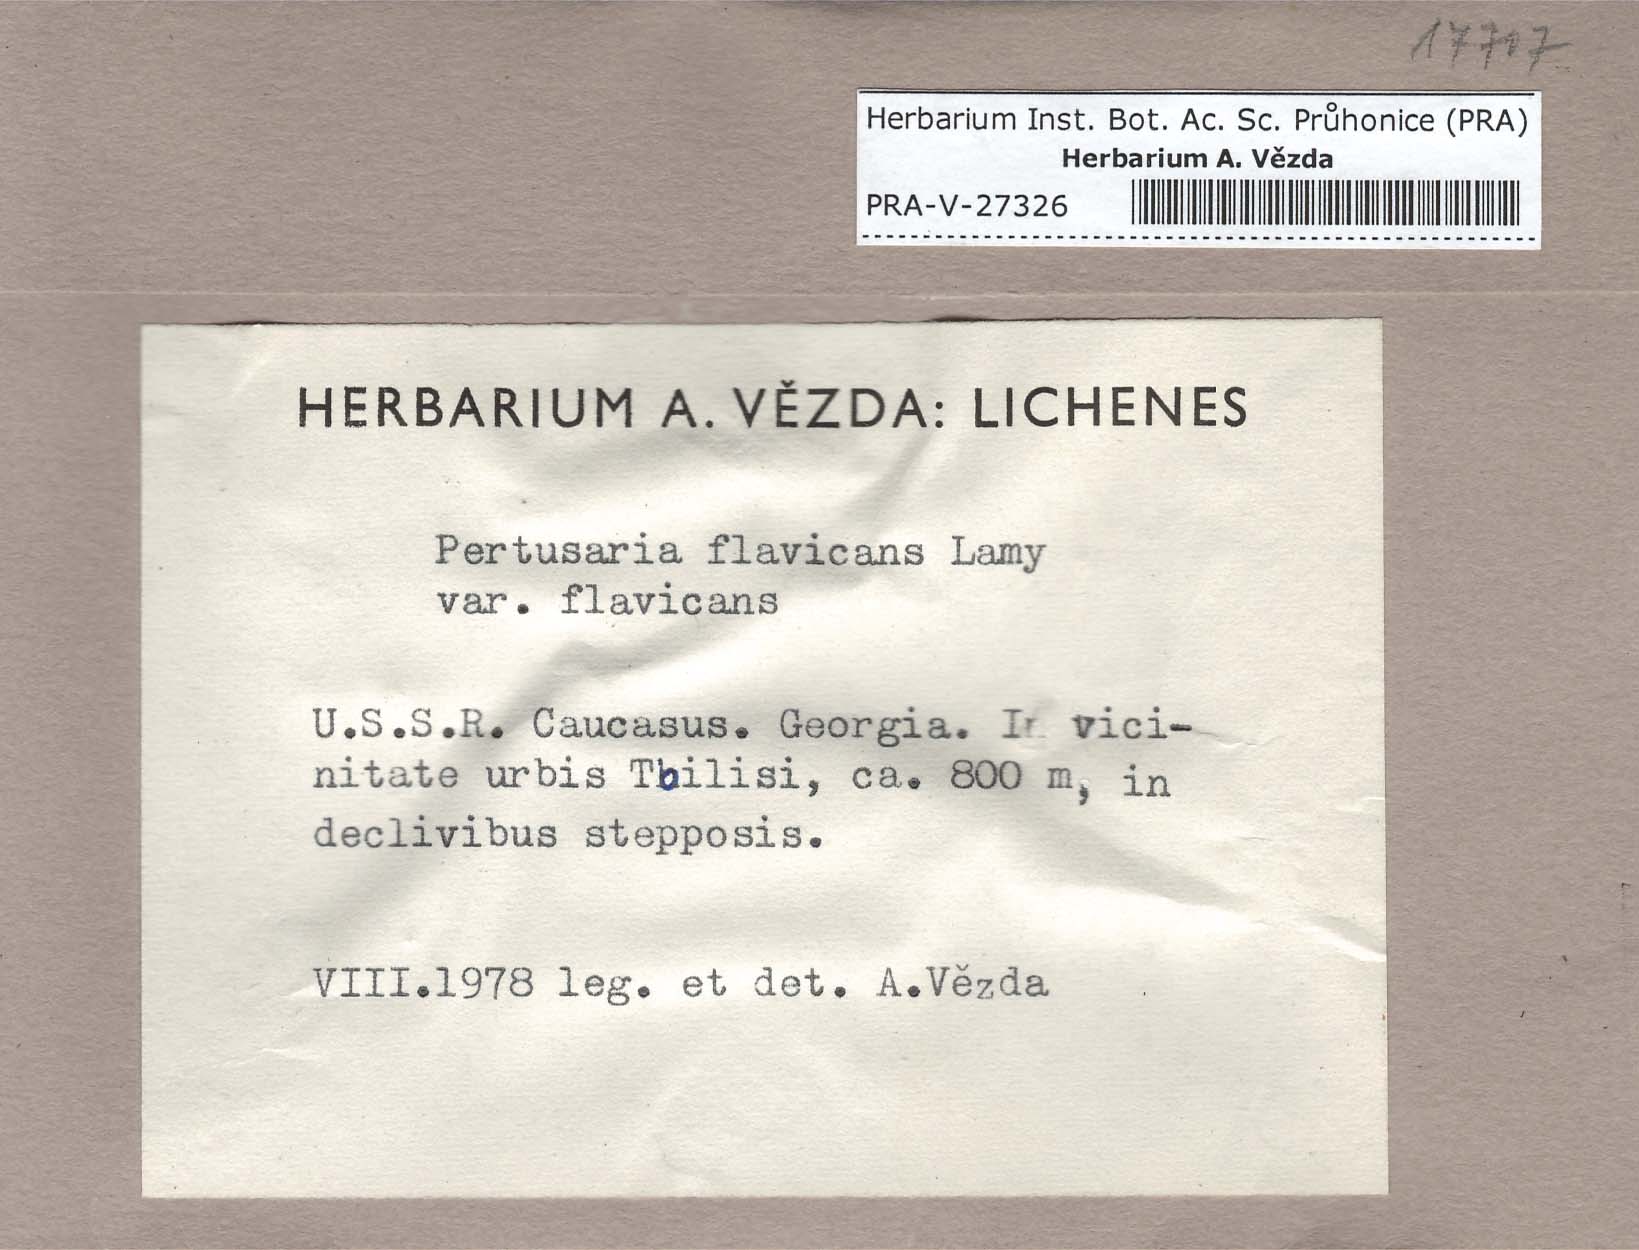 17707
Herbarium Inst. Bot. Ac. Sc. Průhonice (PRA)
Herbarium A. Vězda
PRA-V-27326
HERBARIUM A. VĚZDA: LICHENES
Pertusaria flavicans Lamy
var. flavicans
U.S.S.R. Caucasus. Georgia. In vici-
nitate urbis Tbilisi, ca. 800 m, in
declivibus stepposis.
VIII.1978 leg. et det. A.Vězda